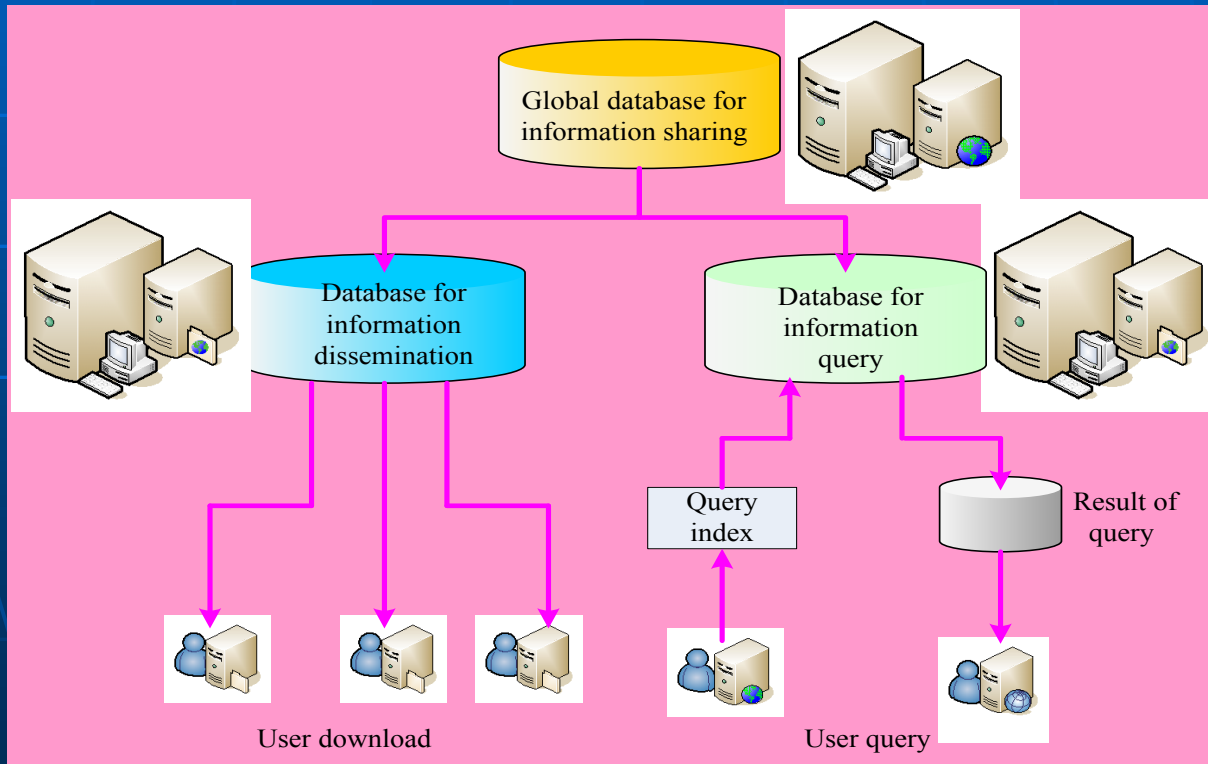 Global database for
information sharing
Database for
information
dissemination
Database for
information
query
Query
index
Result of
query
User download
User query